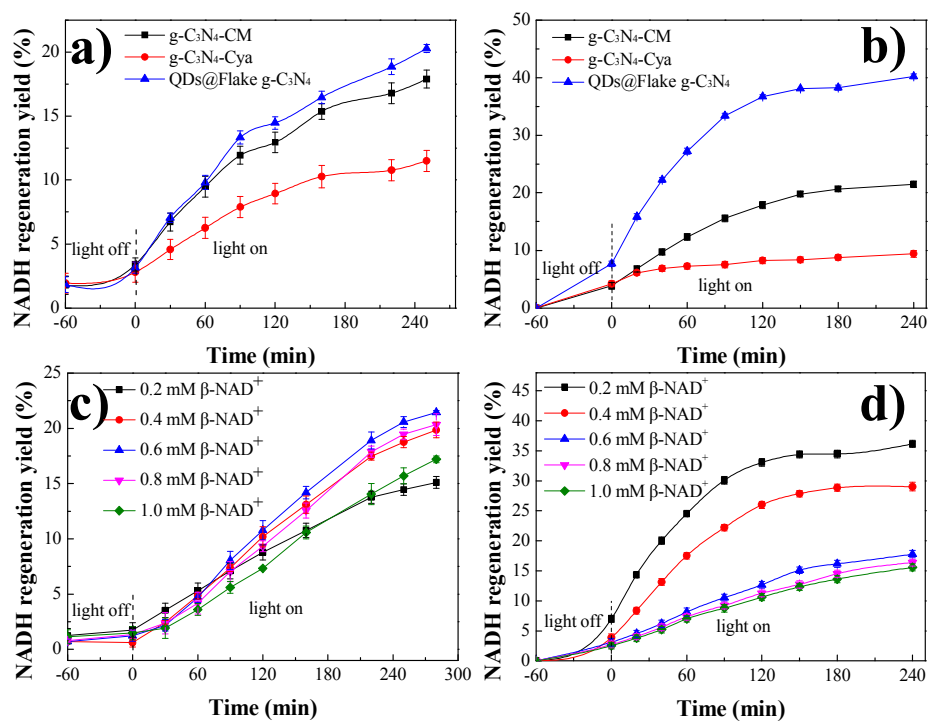 a)
g-C₃N₄-CM
g-C₃N₄-Cya
QDs@Flake g-C₃N₄
light off
light on
NADH regeneration yield (%)
0
5
10
15
20
-60
0
60
120
180
240
Time (min)
b)
g-C₃N₄-CM
g-C₃N₄-Cya
QDs@Flake g-C₃N₄
light off
light on
NADH regeneration yield (%)
0
10
20
30
40
50
-60
0
60
120
180
240
Time (min)
c)
0.2 mM β-NAD⁺
0.4 mM β-NAD⁺
0.6 mM β-NAD⁺
0.8 mM β-NAD⁺
1.0 mM β-NAD⁺
light off
light on
NADH regeneration yield (%)
0
5
10
15
20
25
-60
0
60
120
180
240
300
Time (min)
d)
0.2 mM β-NAD⁺
0.4 mM β-NAD⁺
0.6 mM β-NAD⁺
0.8 mM β-NAD⁺
1.0 mM β-NAD⁺
light off
light on
NADH regeneration yield (%)
0
5
10
15
20
25
30
35
40
45
-60
0
60
120
180
240
Time (min)